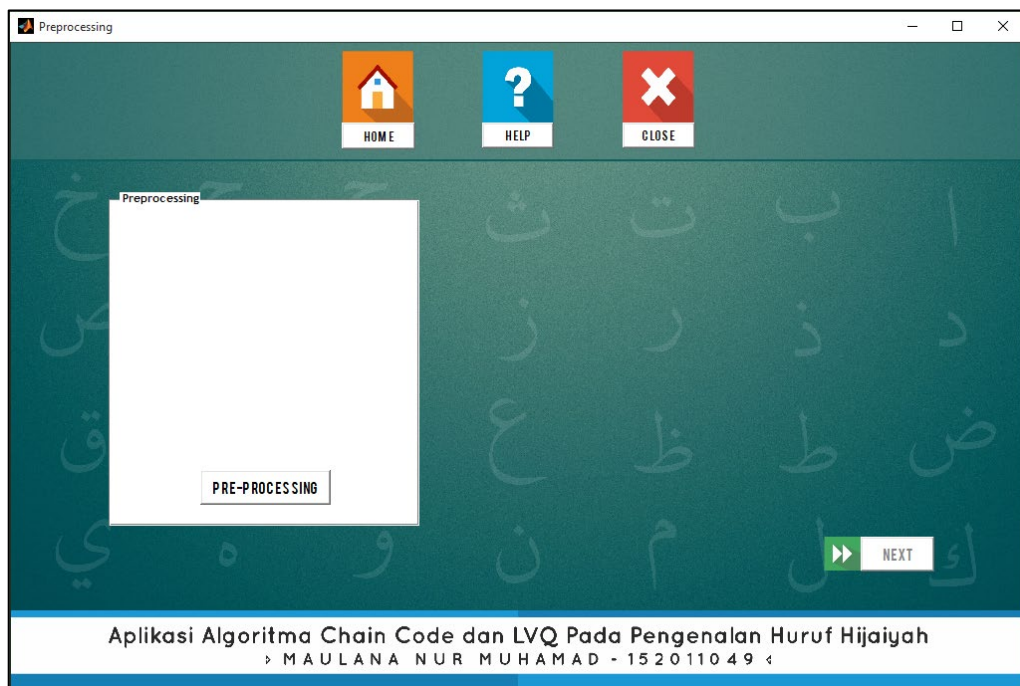 Preprocessing
HOME HELP CLOSE
Preprocessing
ا ب ت ث خ
د ذ ر ز ص
ض ط ظ ع ق
PRE-PROCESSING
ك ل م ن و ه ي
NEXT
Aplikasi Algoritma Chain Code dan LVQ Pada Pengenalan Huruf Hijaiyah
MAULANA NUR MUHAMAD - 152011049